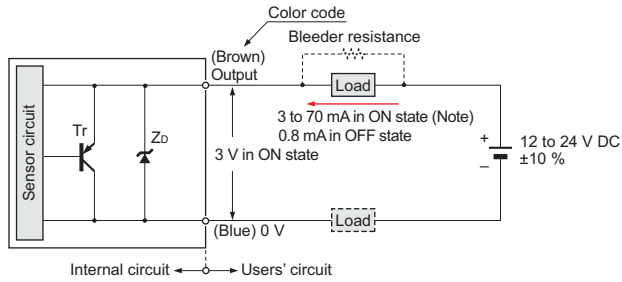 Color code
Bleeder resistance
(Brown)
Output
Load
3 to 70 mA in ON state (Note)
0.8 mA in OFF state
Sensor circuit
Tr
ZD
3 V in ON state
+
12 to 24 V DC
–
±10 %
Load
(Blue) 0 V
Internal circuit
Users' circuit